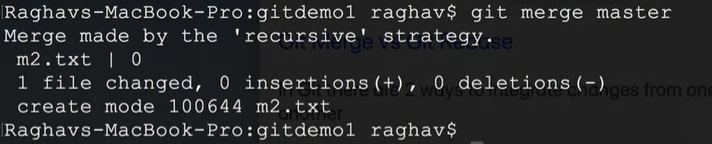 Raghavs-MacBook-Pro:gitdemo1 raghav$ git merge master
Merge made by the 'recursive' strategy.
Git Merge vs Git Rebase
m2.txt | 0
1 file changed, 0 insertions(+), 0 deletions(-)
In Git there are 2 ways to integrate changes from one
create mode 100644 m2.txt
another
Raghavs-MacBook-Pro:gitdemo1 raghav$